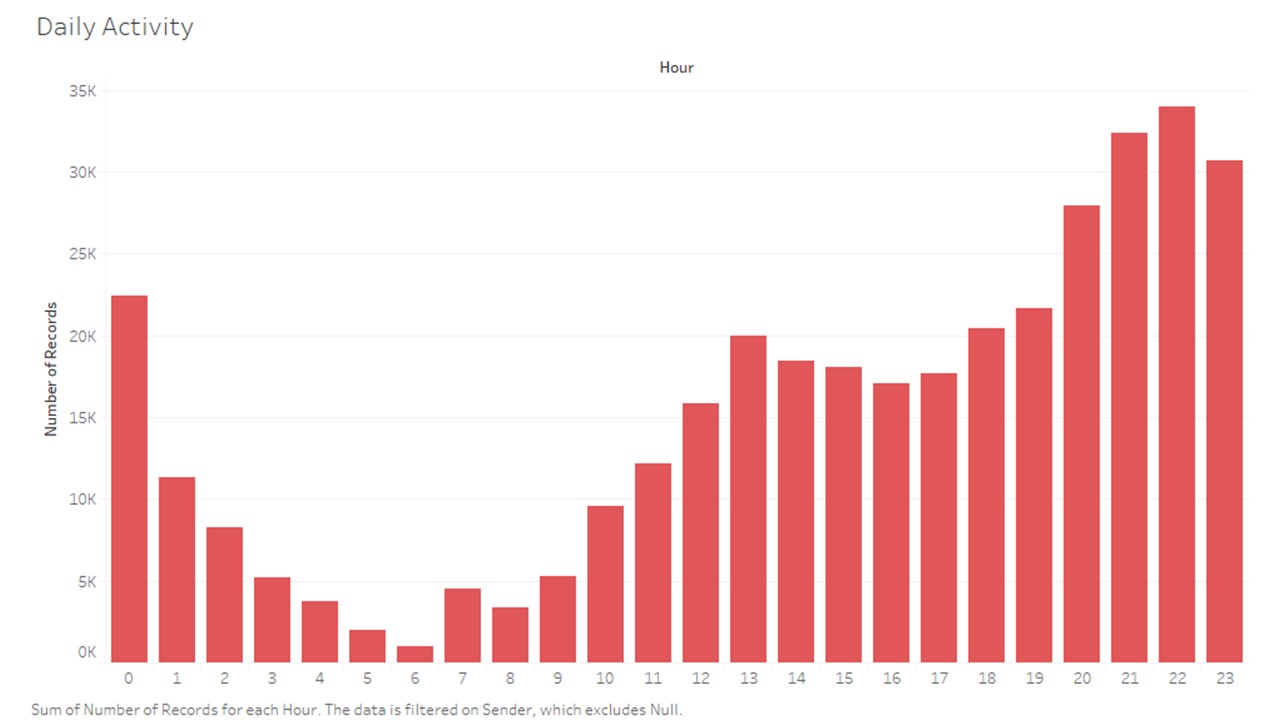 Daily Activity
Hour
Number of Records
35K
30K
25K
20K
15K
10K
5K
0K
0 1 2 3 4 5 6 7 8 9 10 11 12 13 14 15 16 17 18 19 20 21 22 23
Sum of Number of Records for each Hour. The data is filtered on Sender, which excludes Null.